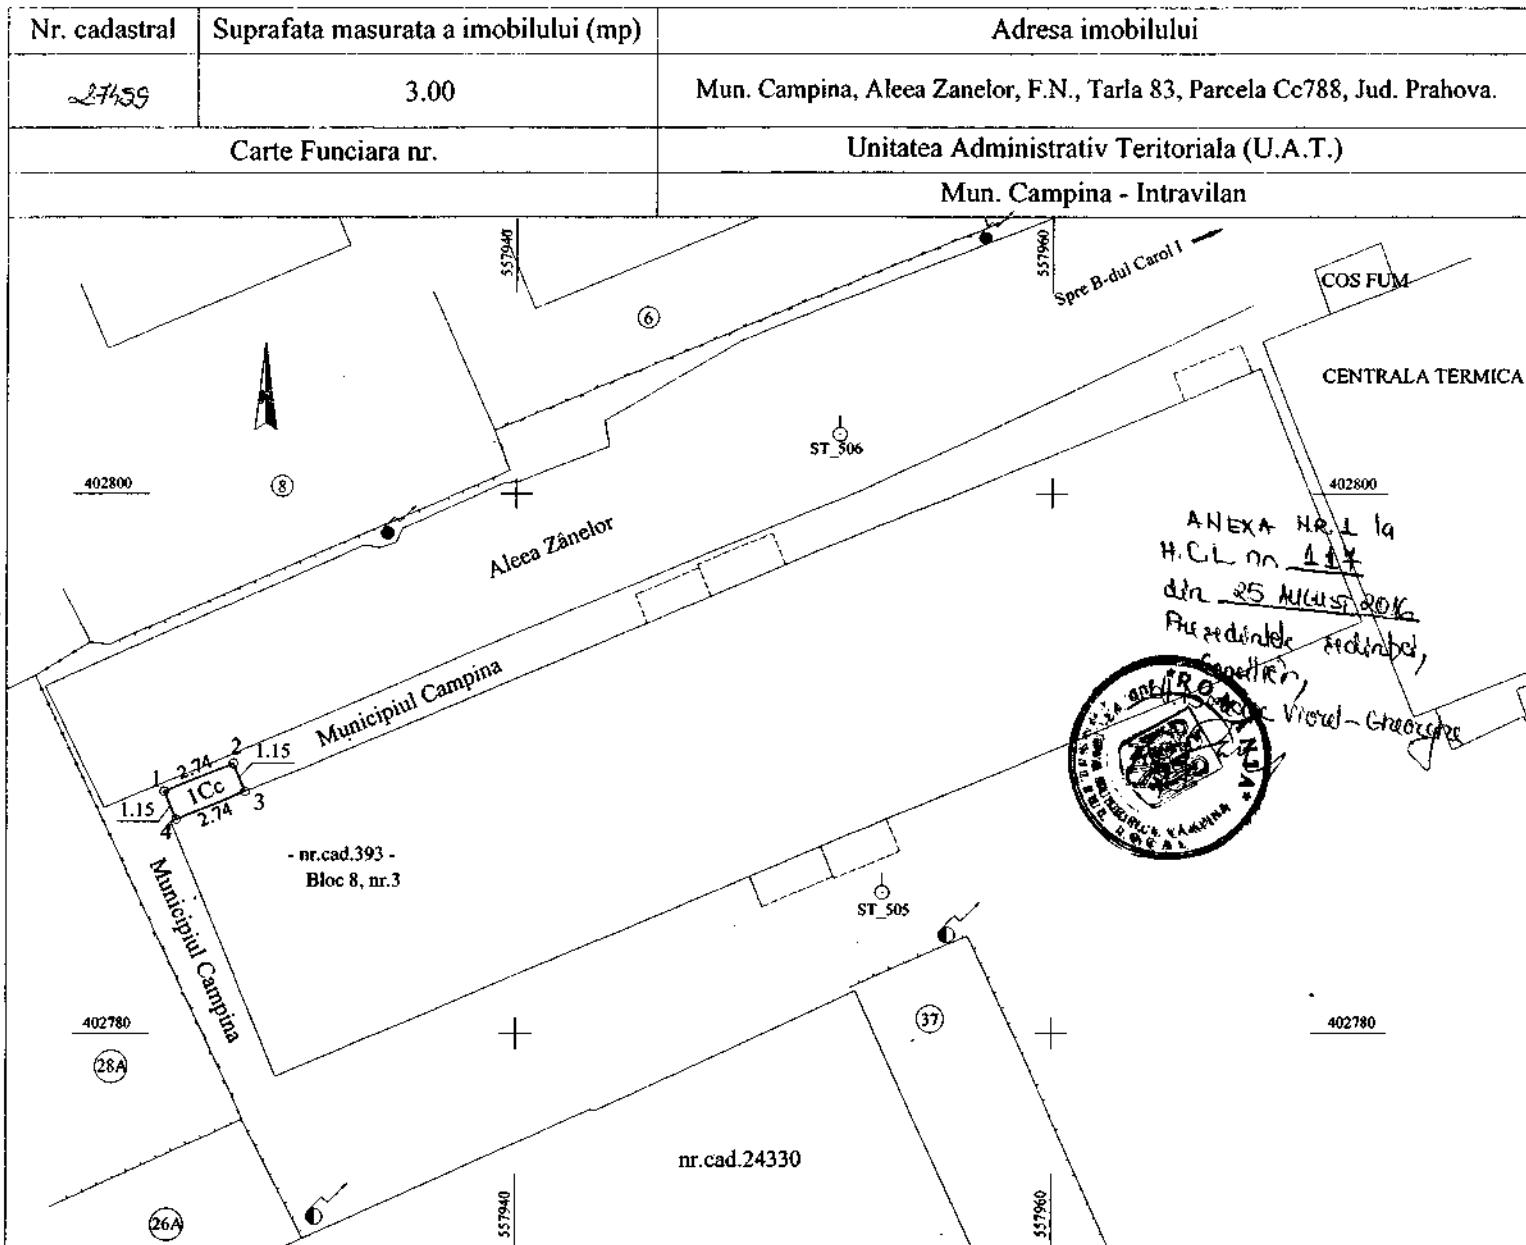 Nr. cadastral Suprafata masurata a imobilului (mp) Adresa imobilului
27459 3.00 Mun. Campina, Aleea Zanelor, F.N., Tarla 83, Parcela Cc788, Jud. Prahova.
Carte Funciara nr. Unitatea Administrativ Teritoriala (U.A.T.)
Mun. Campina - Intravilan
557940
557960
Spre B-dul Carol I
COS FUM
6
CENTRALA TERMICA
ST_506
402800
8
402800
Aleea Zânelor
ANEXA NR. 1 la
H.C.L nr. 117
din 25 AUGUST 2016
Presedintele sedintei,
Consilier,
Viorel-Gheorghe
ROMANIA
Municipiul Campina
1 2.74 2 1.15
1Cc
1.15 4 2.74 3
- nr.cad.393 -
Bloc 8, nr.3
Municipiul Campina
ST_505
402780
37
402780
28A
nr.cad.24330
26A
557940
557960